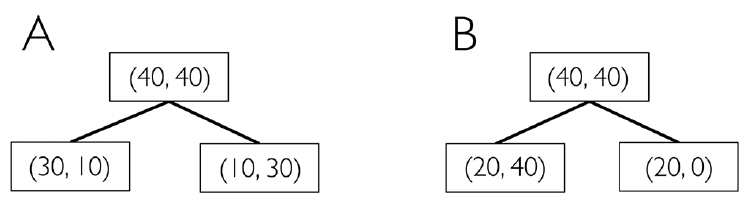 A B
(40, 40) (40, 40)
(30, 10) (10, 30) (20, 40) (20, 0)